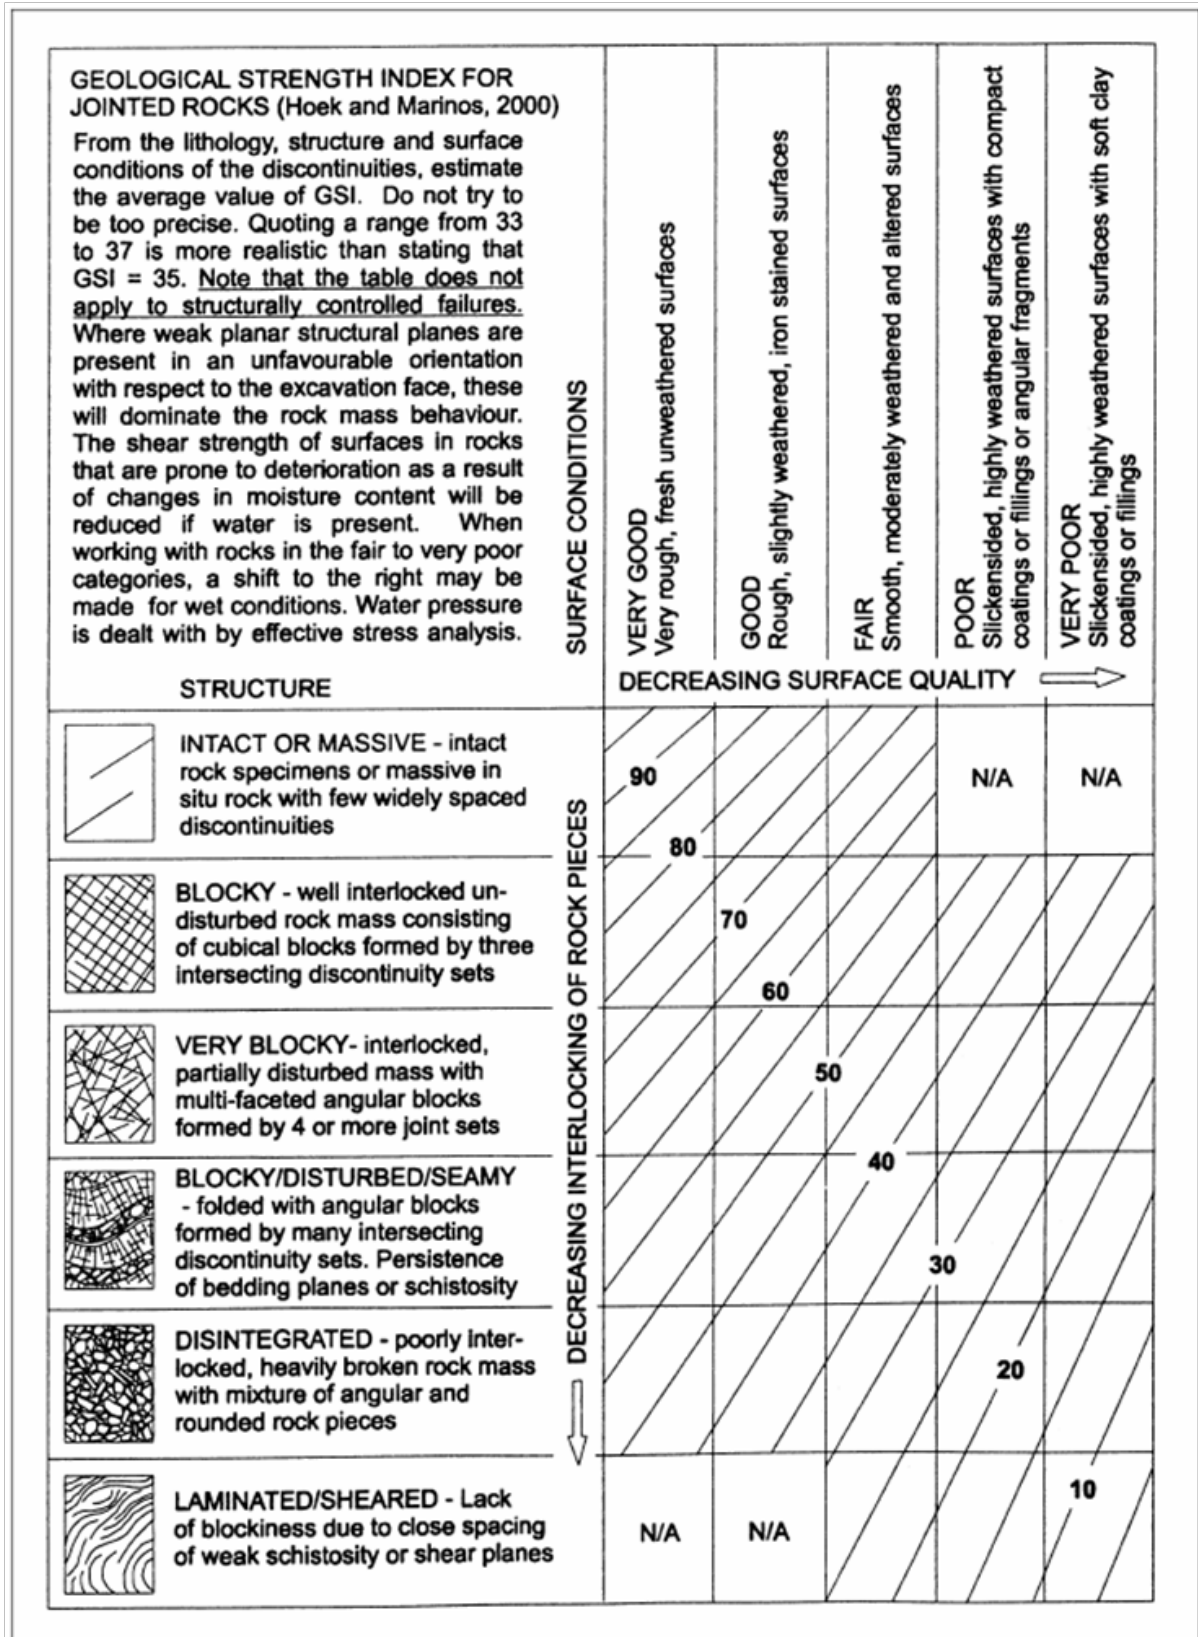 GEOLOGICAL STRENGTH INDEX FOR
JOINTED ROCKS (Hoek and Marinos, 2000)
From the lithology, structure and surface
conditions of the discontinuities, estimate
the average value of GSI. Do not try to
be too precise. Quoting a range from 33
to 37 is more realistic than stating that
GSI = 35. Note that the table does not
apply to structurally controlled failures.
Where weak planar structural planes are
present in an unfavourable orientation
with respect to the excavation face, these
will dominate the rock mass behaviour.
The shear strength of surfaces in rocks
that are prone to deterioration as a result
of changes in moisture content will be
reduced if water is present. When
working with rocks in the fair to very poor
categories, a shift to the right may be
made for wet conditions. Water pressure
is dealt with by effective stress analysis.
SURFACE CONDITIONS
VERY GOOD
Very rough, fresh unweathered surfaces
GOOD
Rough, slightly weathered, iron stained surfaces
FAIR
Smooth, moderately weathered and altered surfaces
POOR
Slickensided, highly weathered surfaces with compact
coatings or fillings or angular fragments
VERY POOR
Slickensided, highly weathered surfaces with soft clay
coatings or fillings
STRUCTURE
DECREASING SURFACE QUALITY
DECREASING INTERLOCKING OF ROCK PIECES
INTACT OR MASSIVE - intact
rock specimens or massive in
situ rock with few widely spaced
discontinuities
90
N/A
N/A
80
BLOCKY - well interlocked un-
disturbed rock mass consisting
of cubical blocks formed by three
intersecting discontinuity sets
70
60
VERY BLOCKY- interlocked,
partially disturbed mass with
multi-faceted angular blocks
formed by 4 or more joint sets
50
40
BLOCKY/DISTURBED/SEAMY
- folded with angular blocks
formed by many intersecting
discontinuity sets. Persistence
of bedding planes or schistosity
30
DISINTEGRATED - poorly inter-
locked, heavily broken rock mass
with mixture of angular and
rounded rock pieces
20
LAMINATED/SHEARED - Lack
of blockiness due to close spacing
of weak schistosity or shear planes
N/A
N/A
10